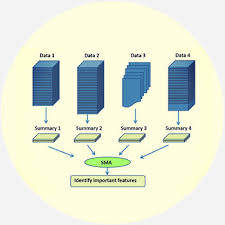 Data 1 Data 2 Data 3 Data 4
Summary 1 Summary 2 Summary 3 Summary 4
SMA
Identify important features